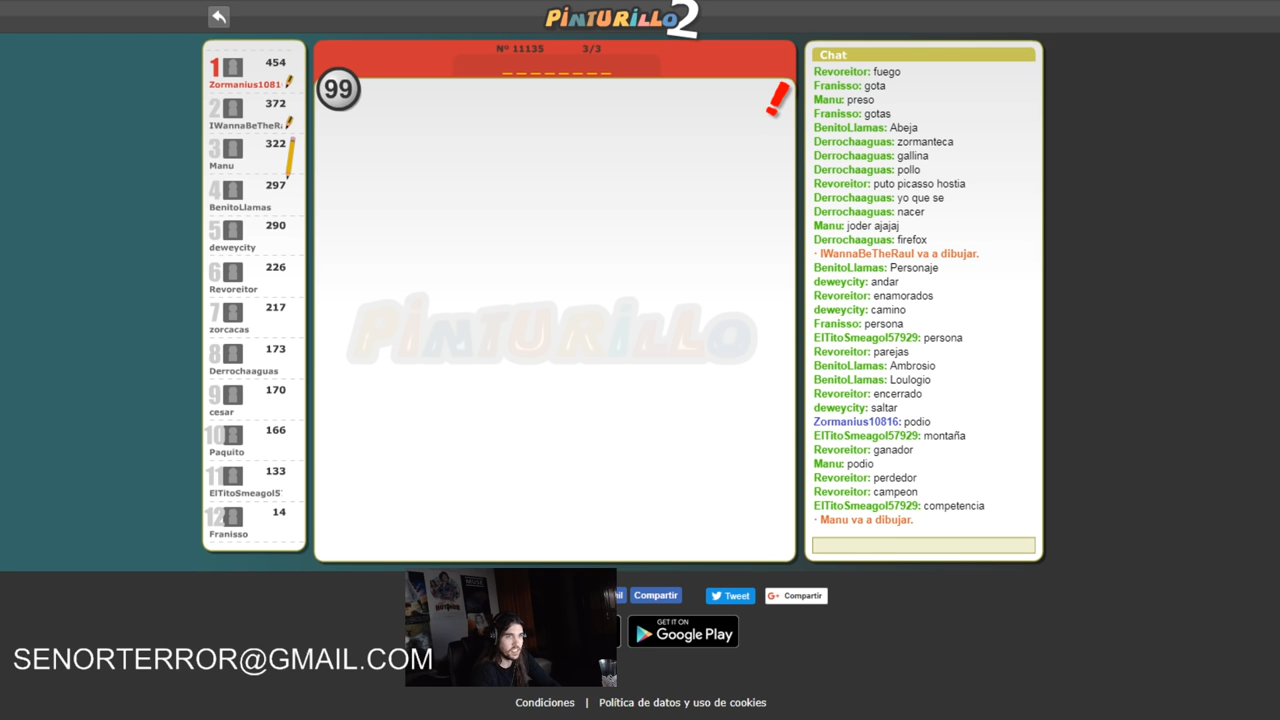 PINTURILLO 2
Nº 11135 3/3
99
1 454
Zormanius1081
2 372
IWannaBeTheRa
3 322
Manu
4 297
BenitoLlamas
5 290
deweycity
6 226
Revoreitor
7 217
zorcacas
8 173
Derrochaaguas
9 170
cesar
10 166
Paquito
11 133
ElTitoSmeagol5
12 14
Franisso
PINTURILLO
Chat
Revoreitor: fuego
Franisso: gota
Manu: preso
Franisso: gotas
BenitoLlamas: Abeja
Derrochaaguas: zormanteca
Derrochaaguas: gallina
Derrochaaguas: pollo
Revoreitor: puto picasso hostia
Derrochaaguas: yo que se
Derrochaaguas: nacer
Manu: joder ajajaj
Derrochaaguas: firefox
· IWannaBeTheRaul va a dibujar.
BenitoLlamas: Personaje
deweycity: andar
Revoreitor: enamorados
deweycity: camino
Franisso: persona
ElTitoSmeagol57929: persona
Revoreitor: parejas
BenitoLlamas: Ambrosio
BenitoLlamas: Loulogio
Revoreitor: encerrado
deweycity: saltar
Zormanius10816: podio
ElTitoSmeagol57929: montaña
Revoreitor: ganador
Manu: podio
Revoreitor: perdedor
Revoreitor: campeon
ElTitoSmeagol57929: competencia
· Manu va a dibujar.
Compartir
Tweet
G+ Compartir
GET IT ON
Google Play
SENORTERROR@GMAIL.COM
Condiciones | Política de datos y uso de cookies